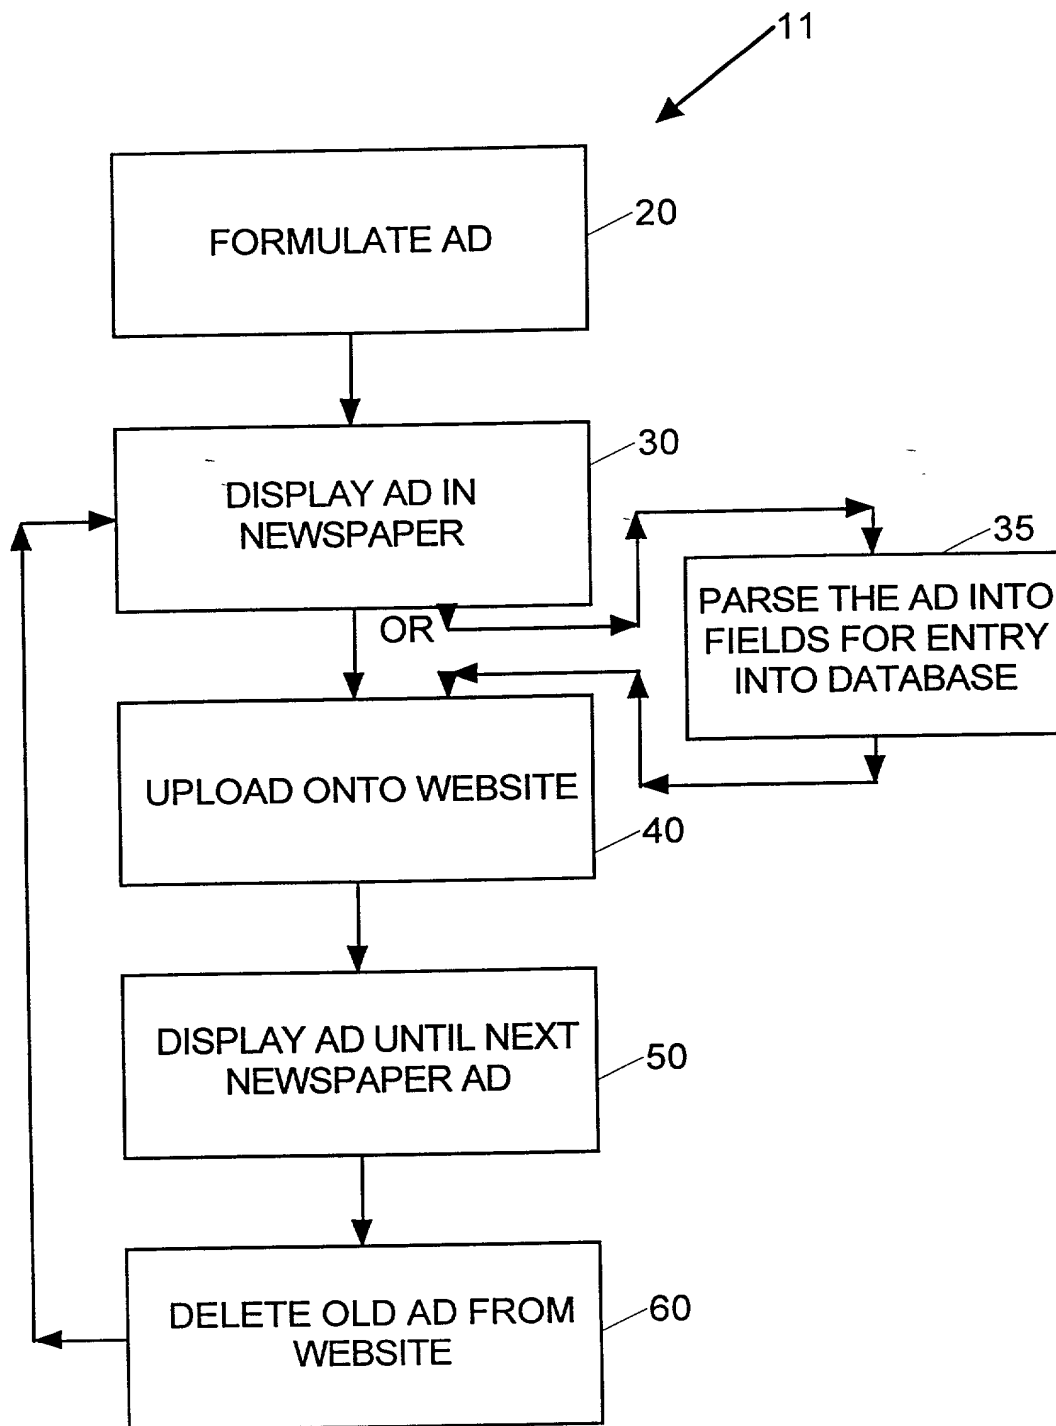 11
FORMULATE AD
20
DISPLAY AD IN
NEWSPAPER
30
OR
PARSE THE AD INTO
FIELDS FOR ENTRY
INTO DATABASE
35
UPLOAD ONTO WEBSITE
40
DISPLAY AD UNTIL NEXT
NEWSPAPER AD
50
DELETE OLD AD FROM
WEBSITE
60